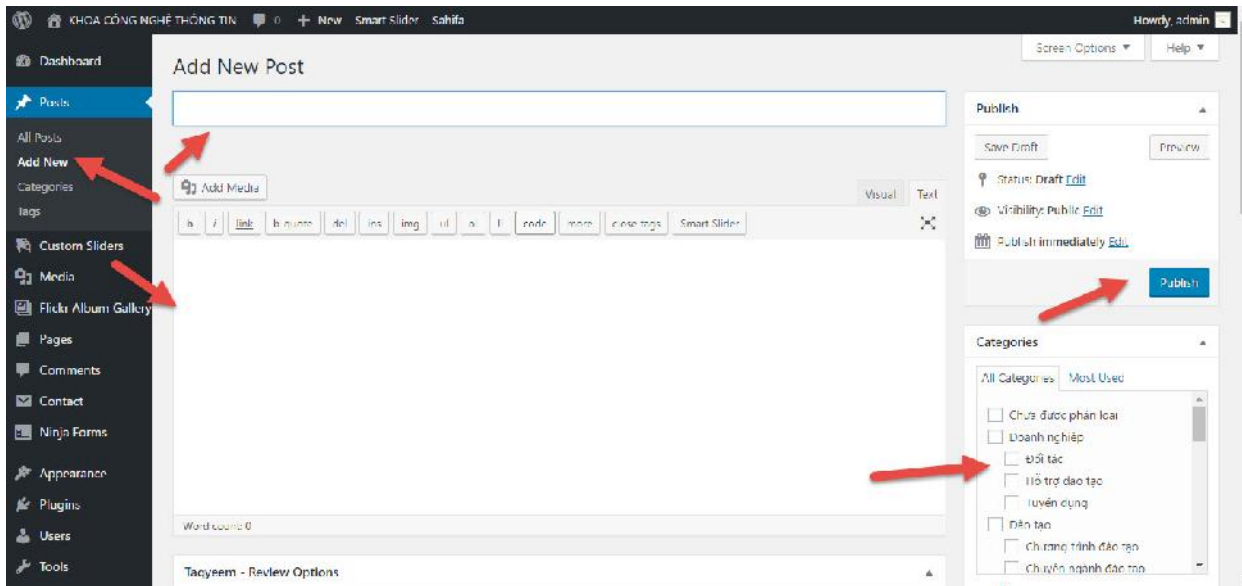 KHOA CÔNG NGHỆ THÔNG TIN 0 New Smart Slider Sahifa Howdy, admin
Screen Options Help
Dashboard
Add New Post
Posts
All Posts
Add New
Categories
Tags
Custom Sliders
Media
Flickr Album Gallery
Pages
Comments
Contact
Ninja Forms
Appearance
Plugins
Users
Tools
Add Media
Visual Text
b i link b-quote del ins img ul ol li code more close tags Smart Slider
Word count: 0
Taqyeem - Review Options
Publish
Save Draft Preview
Status: Draft Edit
Visibility: Public Edit
Publish immediately Edit
Publish
Categories
All Categories Most Used
Chưa được phân loại
Doanh nghiệp
Đối tác
Hỗ trợ đào tạo
Tuyển dụng
Đào tạo
Chương trình đào tạo
Chuyên ngành đào tạo